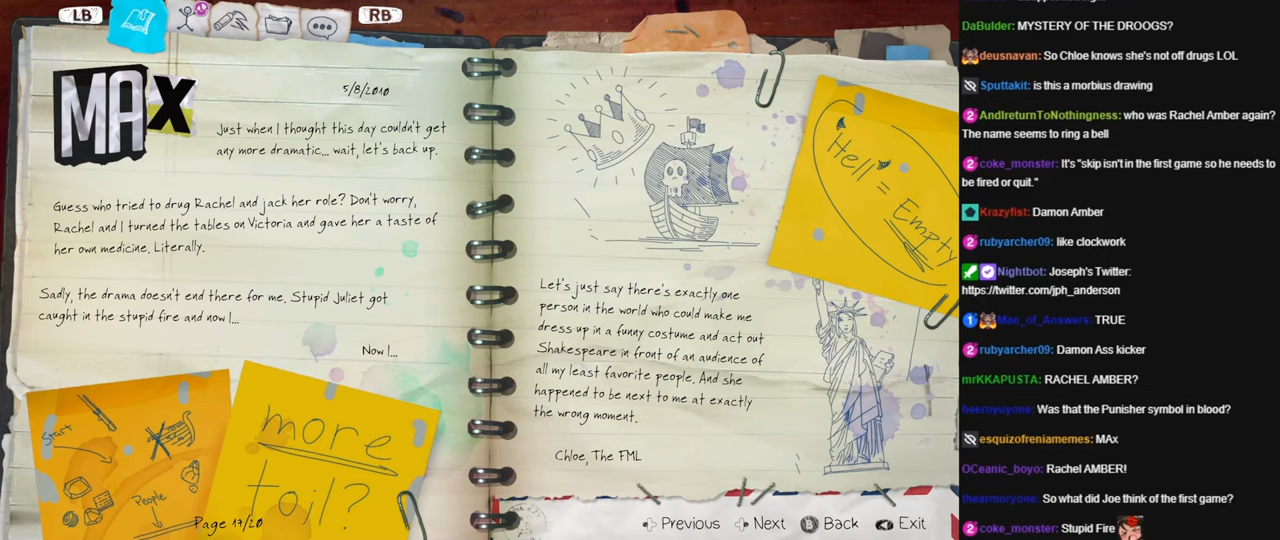 LB
RB
MAX
5/8/2010
Just when I thought this day couldn't get
any more dramatic... wait, let's back up.
Guess who tried to drug Rachel and jack her role? Don't worry,
Rachel and I turned the tables on Victoria and gave her a taste of
her own medicine. Literally.
Sadly, the drama doesn't end there for me. Stupid Juliet got
caught in the stupid fire and now I...
Now I...
Start
People
more
toil?
Page 17/20
"Hell" = Empty
Let's just say there's exactly one
person in the world who could make me
dress up in a funny costume and act out
Shakespeare in front of an audience of
all my least favorite people. And she
happened to be next to me at exactly
the wrong moment.
Chloe, The FML
Previous
Next
B Back
Exit
DaBulder: MYSTERY OF THE DROOGS?
deusnavan: So Chloe knows she's not off drugs LOL
Sputtakit: is this a morbius drawing
2 AndIreturnToNothingness: who was Rachel Amber again?
The name seems to ring a bell
2 coke_monster: It's "skip isn't in the first game so he needs to
be fired or quit."
Krazyfist: Damon Amber
2 rubyarcher09: like clockwork
Nightbot: Joseph's Twitter:
https://twitter.com/jph_anderson
1 Man_of_Answers: TRUE
2 rubyarcher09: Damon Ass kicker
mrKKAPUSTA: RACHEL AMBER?
heeroyuyone: Was that the Punisher symbol in blood?
esquizofreniamemes: MAx
OCeanic_boyo: Rachel AMBER!
thearmoryone: So what did Joe think of the first game?
2 coke_monster: Stupid Fire